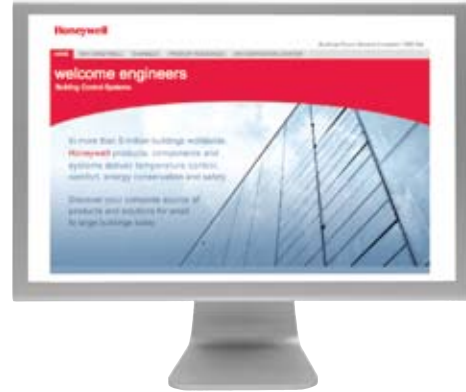 Honeywell
HOME
welcome engineers
Building Control Systems
In more than 5 million buildings worldwide,
Honeywell products, components and
systems deliver temperature control,
comfort, energy conservation and safety.
Discover your complete source of
products and solutions for small
to large buildings today.